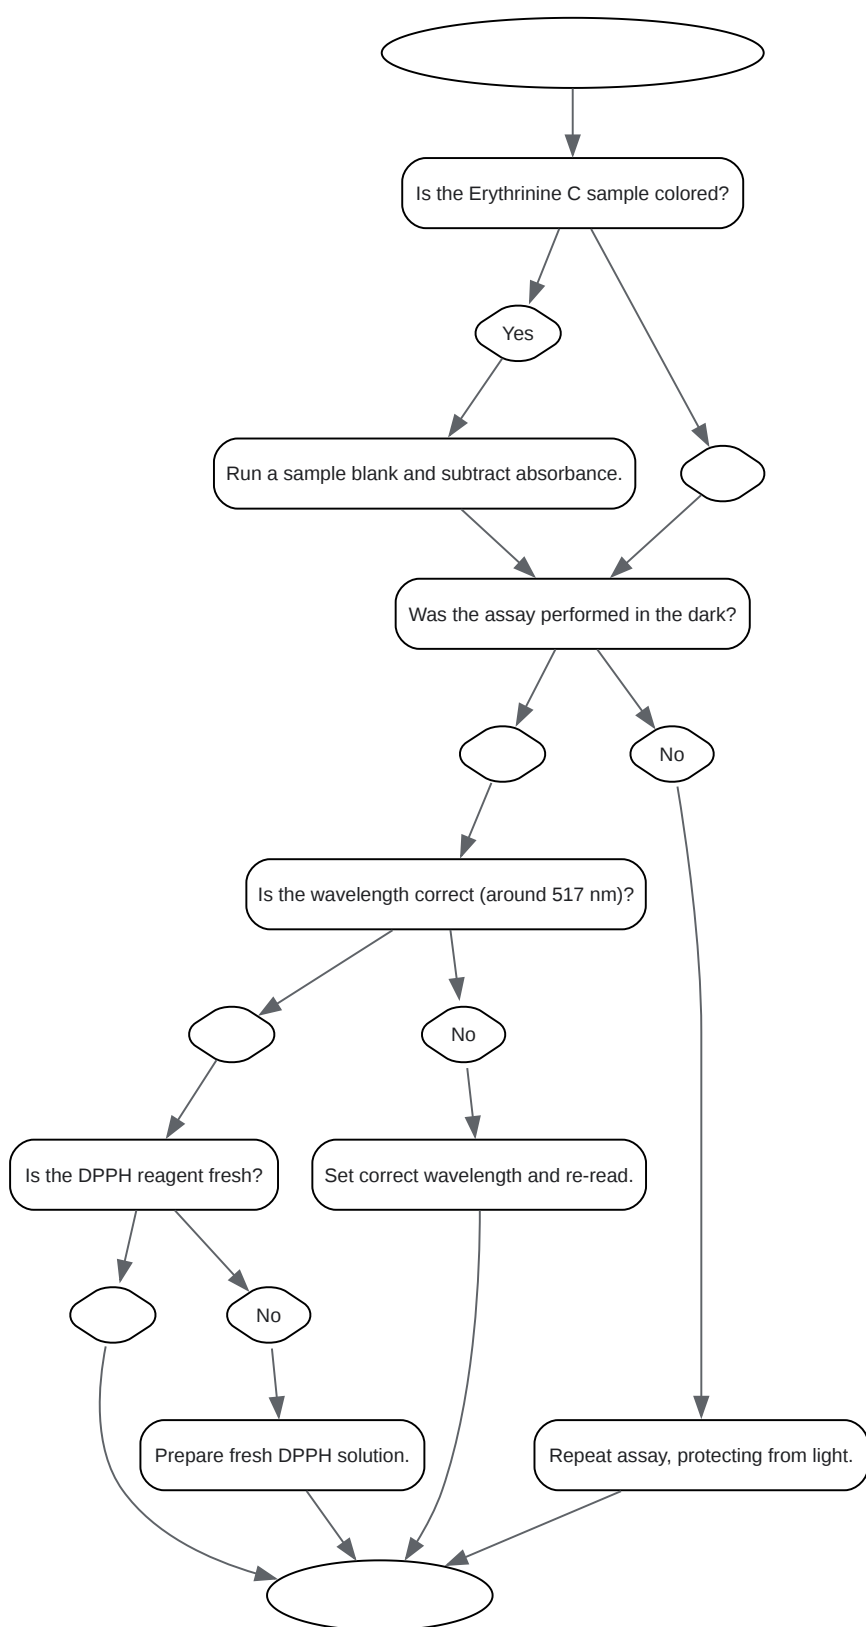 Is the Erythrinine C sample colored?
Yes
Run a sample blank and subtract absorbance.
Was the assay performed in the dark?
No
Is the wavelength correct (around 517 nm)?
No
Is the DPPH reagent fresh?
Set correct wavelength and re-read.
No
Prepare fresh DPPH solution.
Repeat assay, protecting from light.